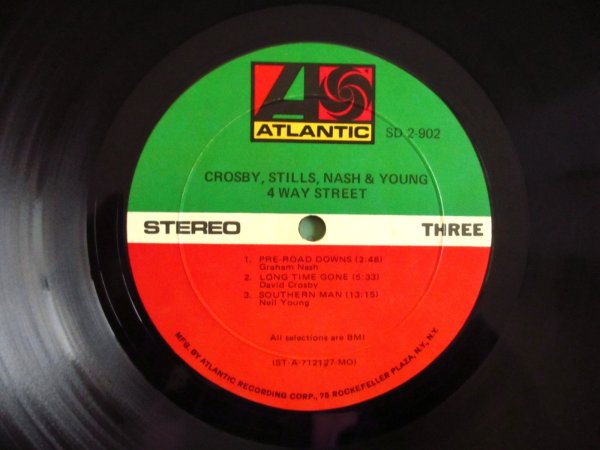 ATLANTIC
SD 2-902
CROSBY, STILLS, NASH & YOUNG
4 WAY STREET
STEREO THREE
1. PRE-ROAD DOWNS (2:48)
Graham Nash
2. LONG TIME GONE (5:33)
David Crosby
3. SOUTHERN MAN (13:15)
Neil Young
All selections are BMI
(ST-A-712127-MO)
MFG. BY ATLANTIC RECORDING CORP., 75 ROCKEFELLER PLAZA, N.Y., N.Y.